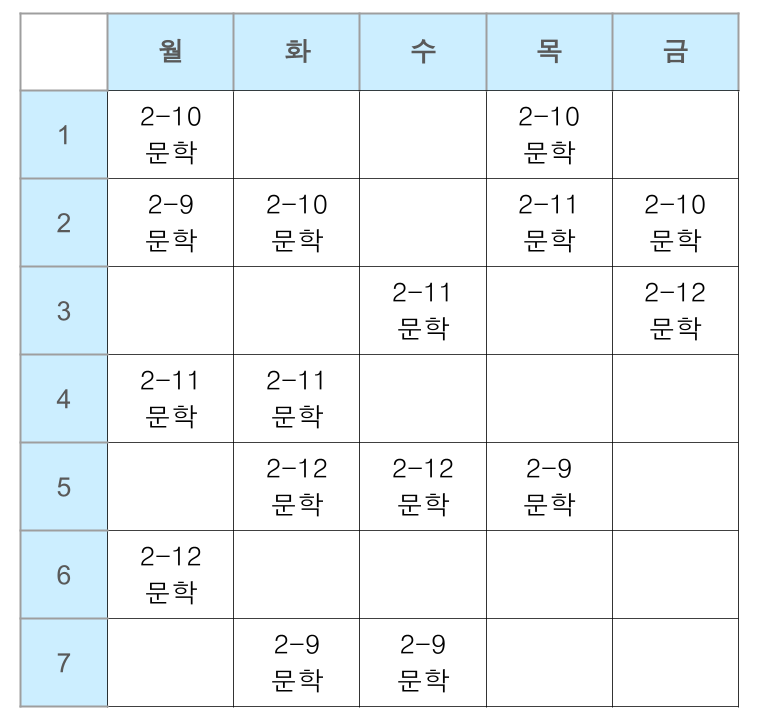 월 화 수 목 금
1
2-10 2-10
문학 문학
2
2-9 2-10 2-11 2-10
문학 문학 문학 문학
3
2-11 2-12
문학 문학
4
2-11 2-11
문학 문학
5
2-12 2-12 2-9
문학 문학 문학
6
2-12
문학
7
2-9 2-9
문학 문학